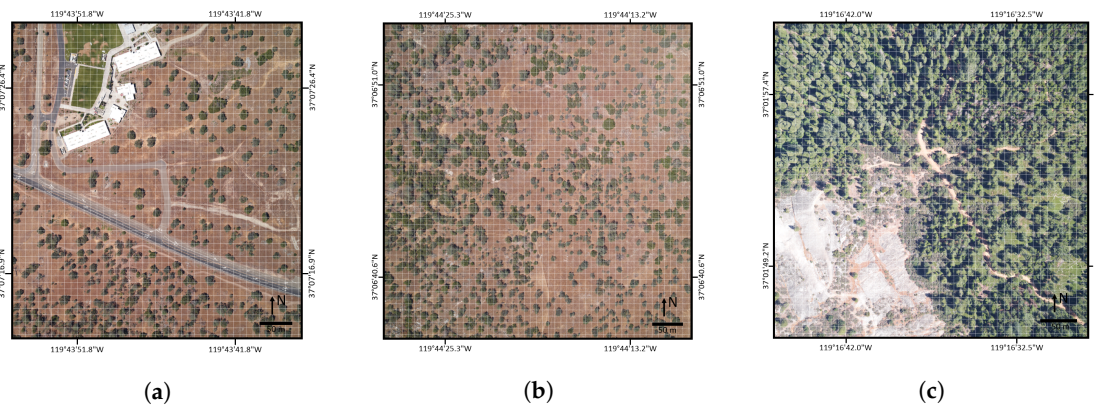 119°43'51.8"W 119°43'41.8"W
37°07'26.4"N 37°07'26.4"N
37°07'16.9"N 37°07'16.9"N
N
50 m
119°43'51.8"W 119°43'41.8"W
(a)
119°44'25.3"W 119°44'13.2"W
37°06'51.0"N 37°06'51.0"N
37°06'40.6"N 37°06'40.6"N
N
50 m
119°44'25.3"W 119°44'13.2"W
(b)
119°16'42.0"W 119°16'32.5"W
37°01'57.4"N
37°01'49.2"N
N
50 m
119°16'42.0"W 119°16'32.5"W
(c)